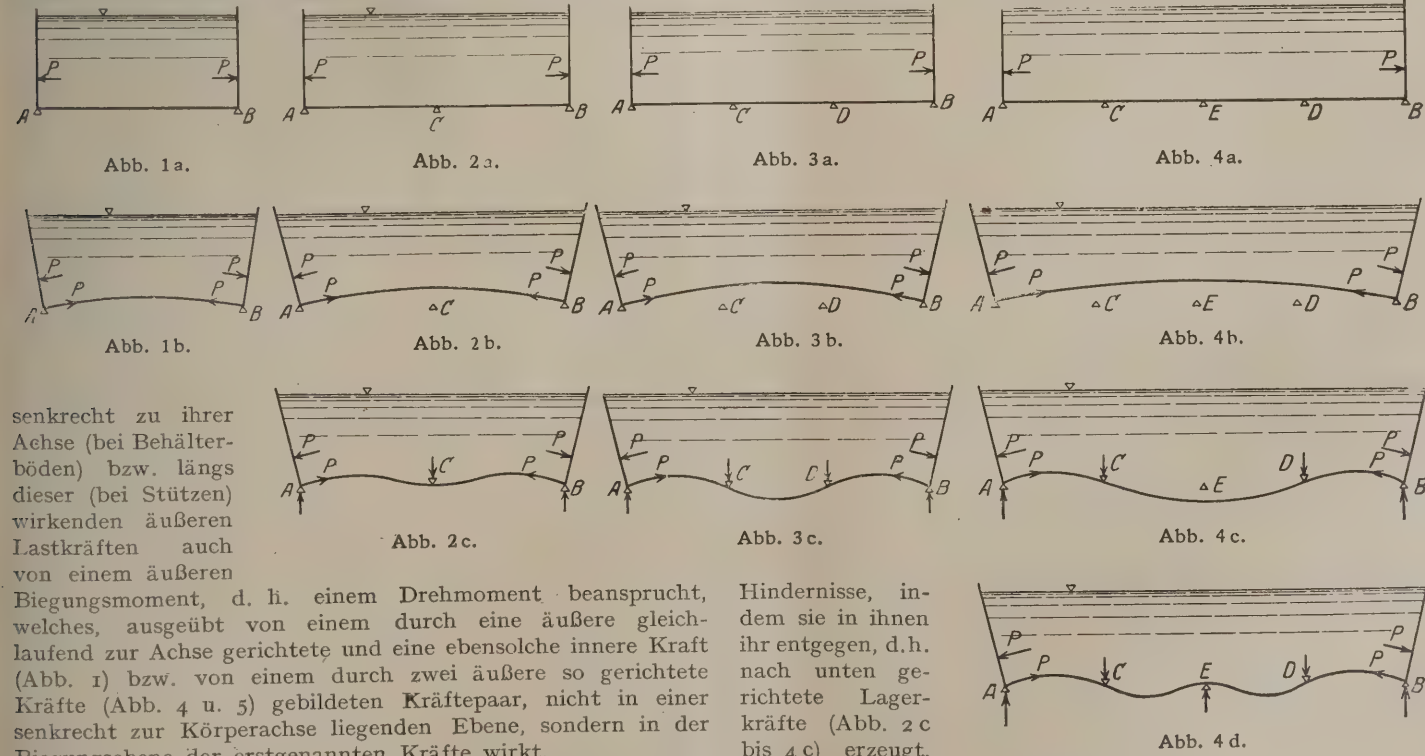 P P
A B
P P
A C B
P P
A C D B
P P
A C E D B
Abb. 1a.
Abb. 2a.
Abb. 3a.
Abb. 4a.
P P
P P
A B
P P
P P
A C B
P P
P P
A C D B
P P
P P
A C E D B
Abb. 1b.
Abb. 2b.
Abb. 3b.
Abb. 4b.
P P
P C P
A B
P P
P C C P
A B
P P
P C D P
A E B
Abb. 2c.
Abb. 3c.
Abb. 4c.
senkrecht zu ihrer
Achse (bei Behälter-
böden) bzw. längs
dieser (bei Stützen)
wirkenden äußeren
Lastkräften auch
von einem äußeren
Biegungsmoment, d. h. einem Drehmoment beansprucht,
welches, ausgeübt von einem durch eine äußere gleich-
laufend zur Achse gerichtete und eine ebensolche innere Kraft
(Abb. 1) bzw. von einem durch zwei äußere so gerichtete
Kräfte (Abb. 4 u. 5) gebildeten Kräftepaar, nicht in einer
senkrecht zur Körperachse liegenden Ebene, sondern in der
Biegungsebene der erstgenannten Kräfte wirkt.
Hindernisse, in-
dem sie in ihnen
ihr entgegen, d.h.
nach unten ge-
richtete Lager-
kräfte (Abb. 2c
bis 4c) erzeugt.
P P
P C E D P
A B
Abb. 4d.